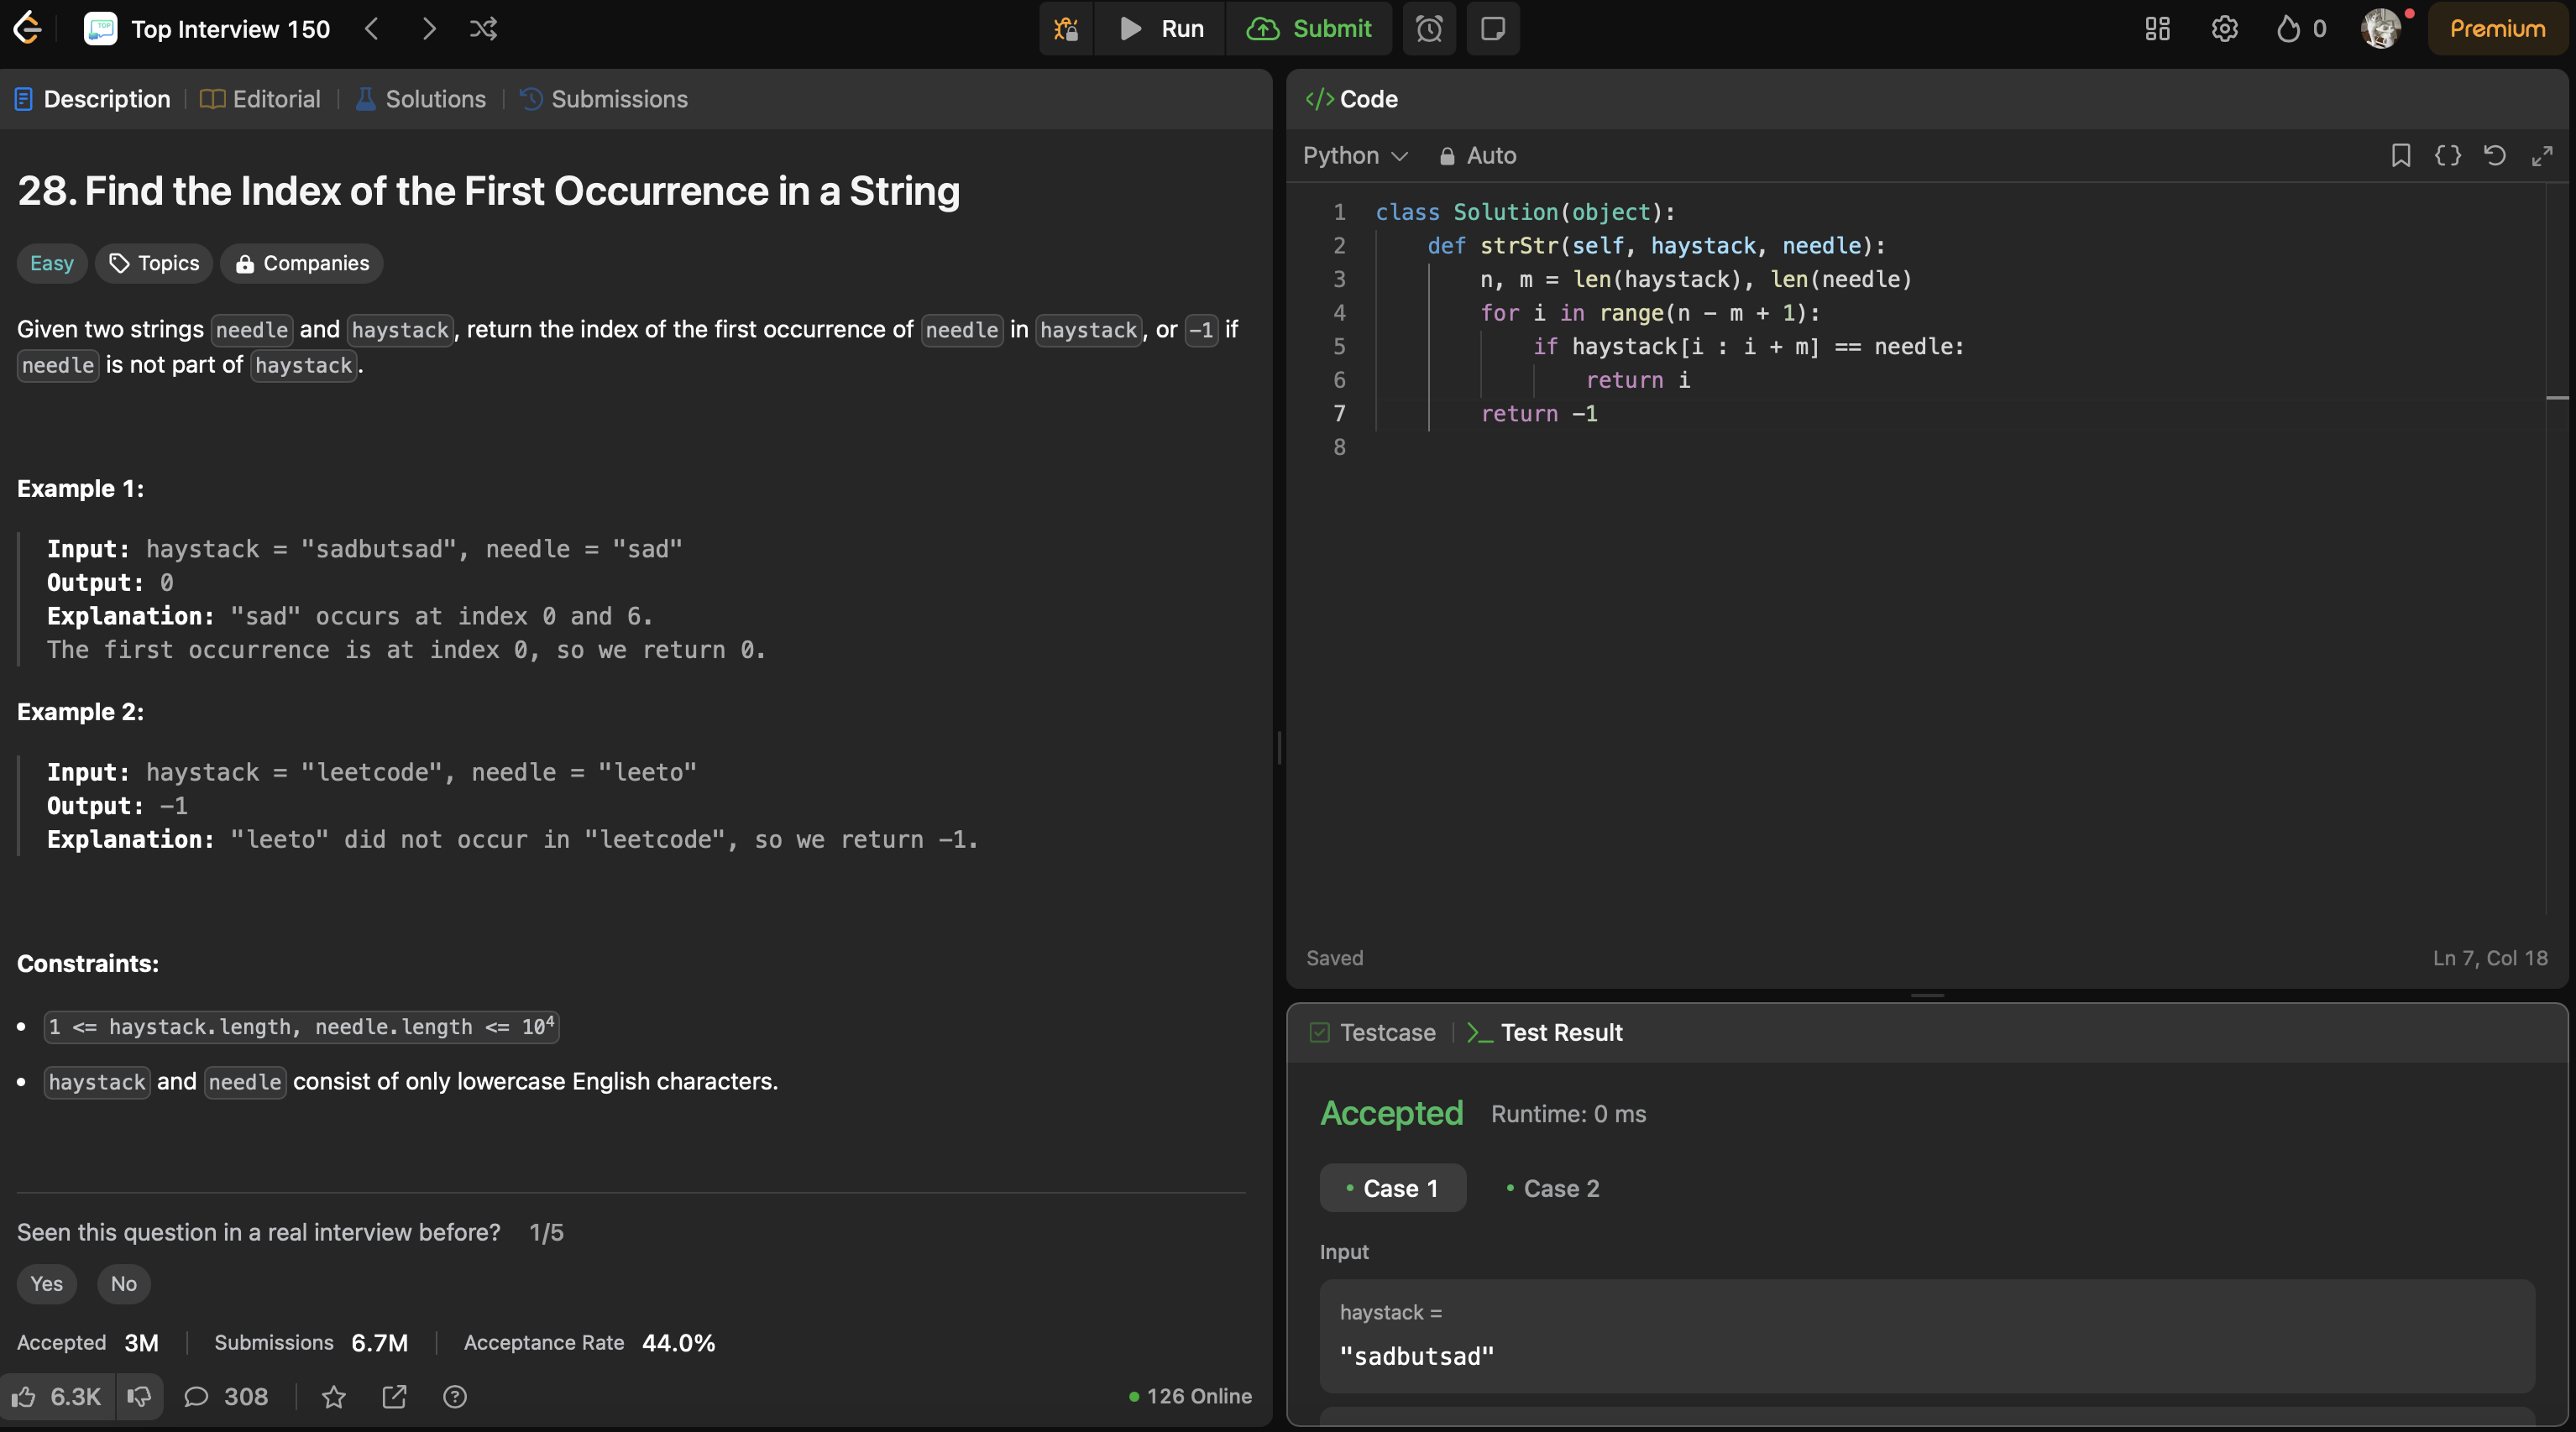 Top Interview 150
Run
Submit
0
Premium
Description
Editorial
Solutions
Submissions
28. Find the Index of the First Occurrence in a String
Easy
Topics
Companies
Given two strings needle and haystack, return the index of the first occurrence of needle in haystack, or -1 if
needle is not part of haystack.
Example 1:
Input: haystack = "sadbutsad", needle = "sad"
Output: 0
Explanation: "sad" occurs at index 0 and 6.
The first occurrence is at index 0, so we return 0.
Example 2:
Input: haystack = "leetcode", needle = "leeto"
Output: -1
Explanation: "leeto" did not occur in "leetcode", so we return -1.
Constraints:
• 1 <= haystack.length, needle.length <= 10⁴
• haystack and needle consist of only lowercase English characters.
Seen this question in a real interview before? 1/5
Yes
No
Accepted 3M
Submissions 6.7M
Acceptance Rate 44.0%
6.3K
308
126 Online
</> Code
Python
Auto
1 class Solution(object):
2     def strStr(self, haystack, needle):
3         n, m = len(haystack), len(needle)
4         for i in range(n - m + 1):
5             if haystack[i : i + m] == needle:
6                 return i
7         return -1
8
Saved
Ln 7, Col 18
Testcase
>_ Test Result
Accepted
Runtime: 0 ms
• Case 1
• Case 2
Input
haystack =
"sadbutsad"